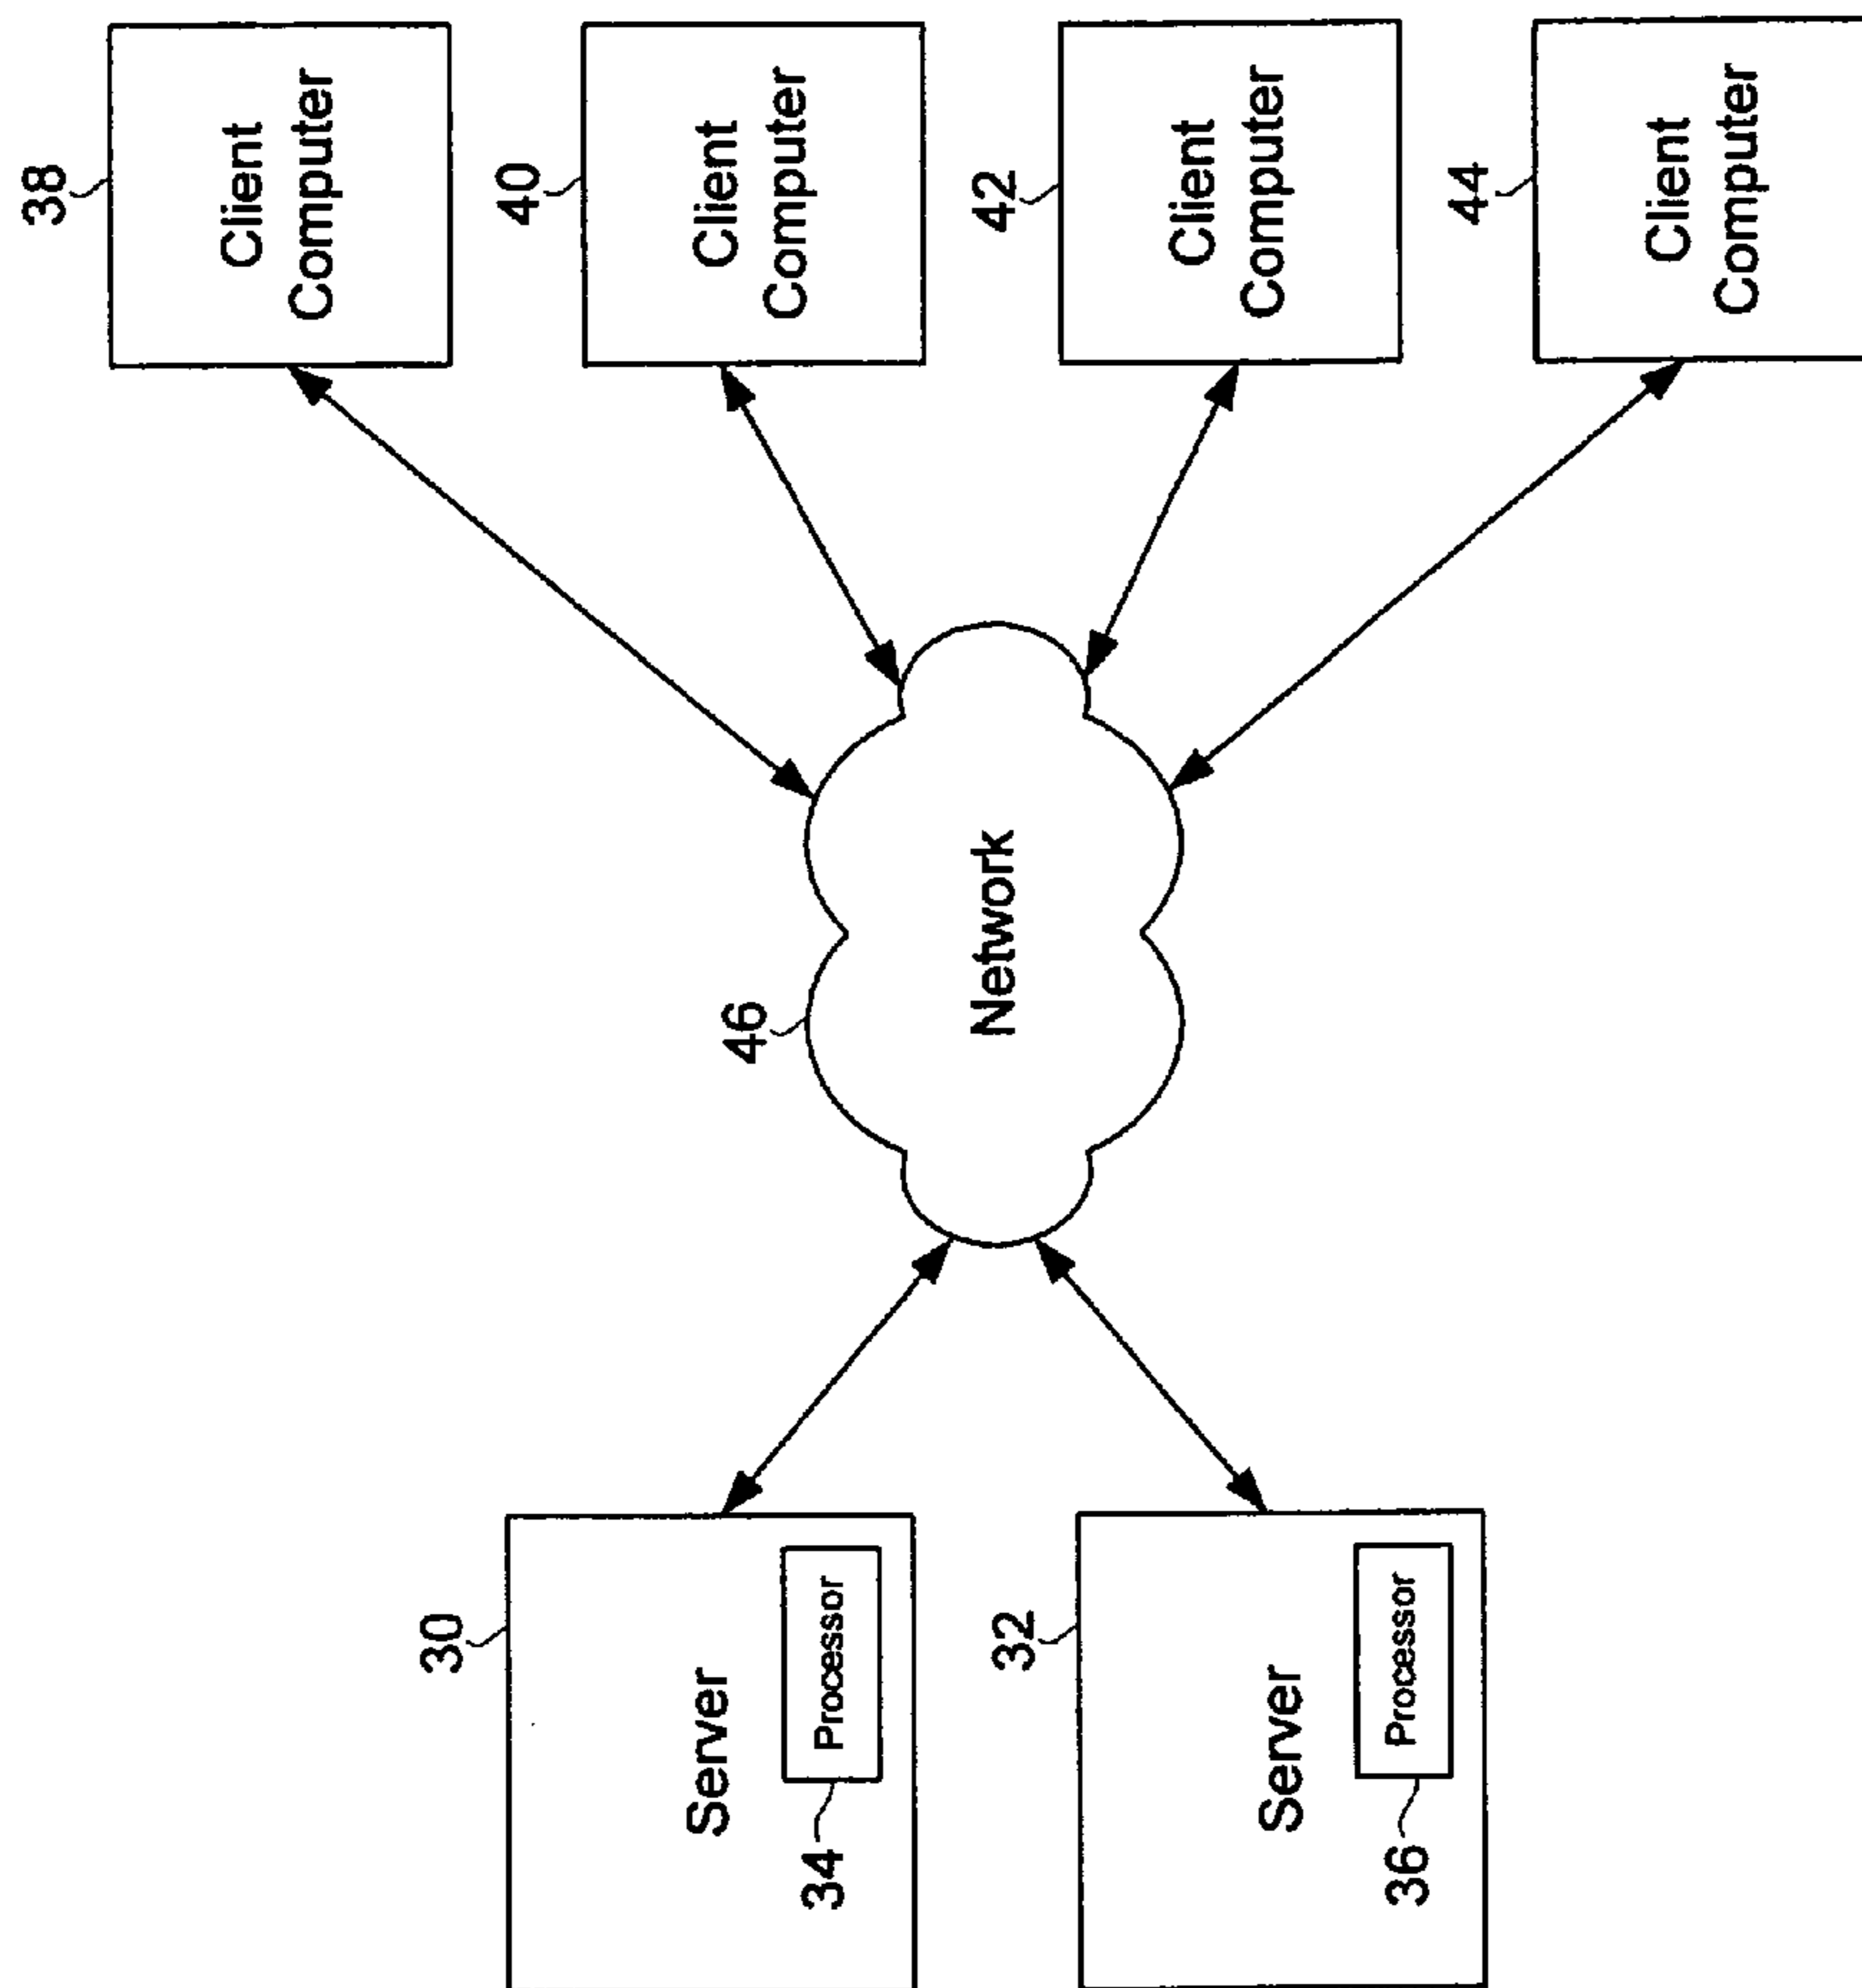 30
Server
Processor
34
32
Server
Processor
36
46
Network
38
Client
Computer
40
Client
Computer
42
Client
Computer
44
Client
Computer